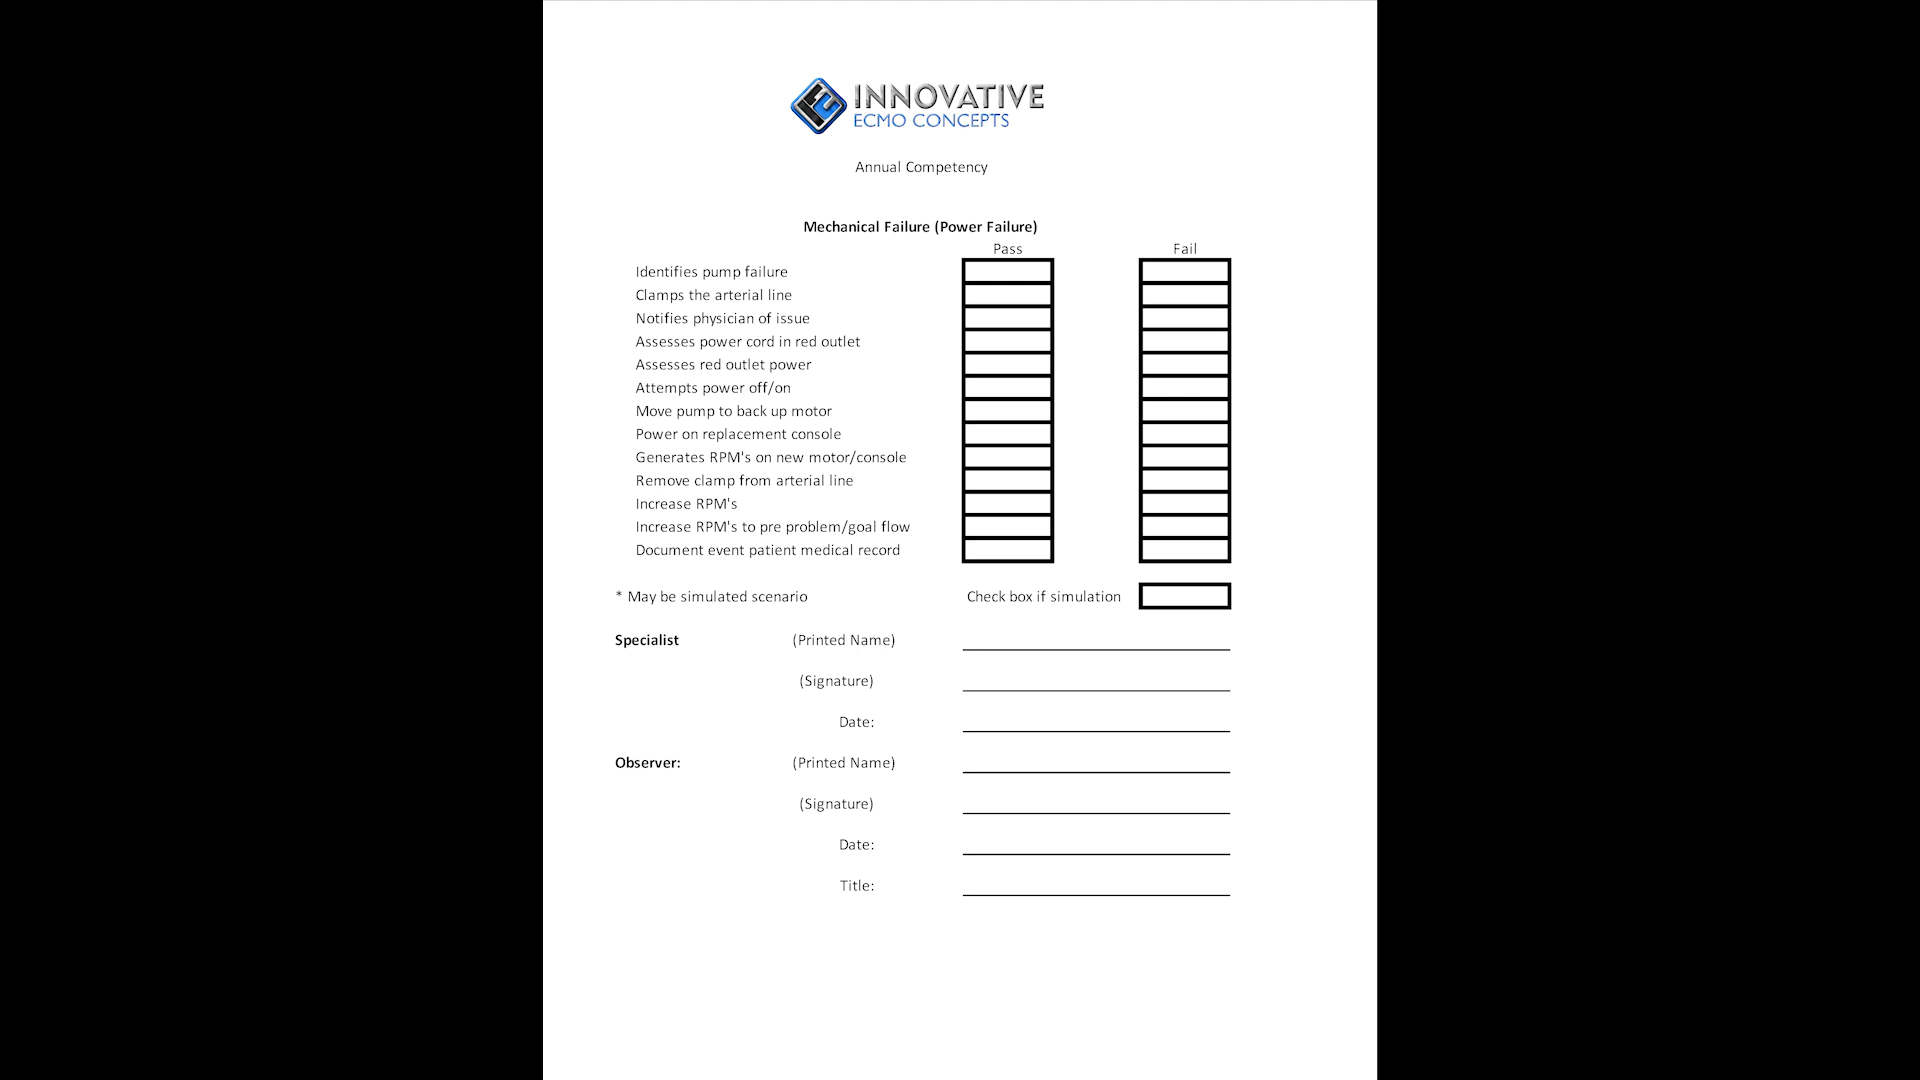 INNOVATIVE
ECMO CONCEPTS
Annual Competency
Mechanical Failure (Power Failure)
Pass Fail
Identifies pump failure
Clamps the arterial line
Notifies physician of issue
Assesses power cord in red outlet
Assesses red outlet power
Attempts power off/on
Move pump to back up motor
Power on replacement console
Generates RPM's on new motor/console
Remove clamp from arterial line
Increase RPM's
Increase RPM's to pre problem/goal flow
Document event patient medical record
* May be simulated scenario Check box if simulation
Specialist (Printed Name)
(Signature)
Date:
Observer: (Printed Name)
(Signature)
Date:
Title: